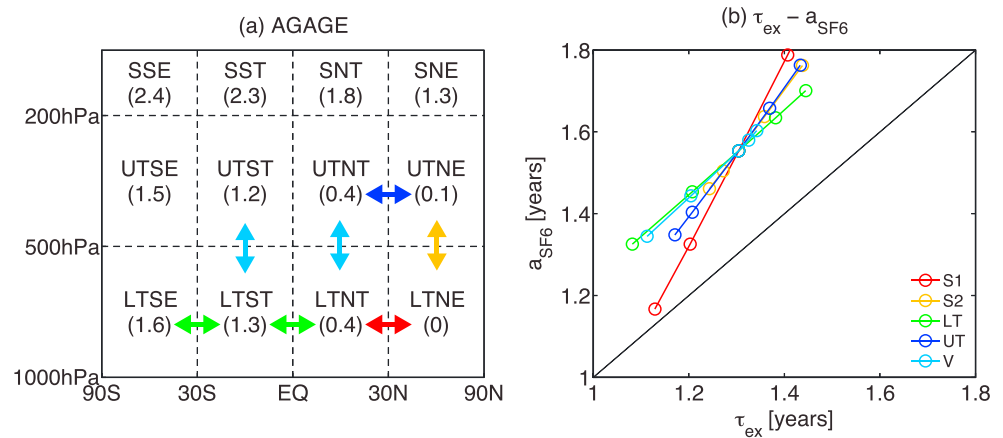 (a) AGAGE
SSE SST SNT SNE
(2.4) (2.3) (1.8) (1.3)
200hPa
UTSE UTST UTNT UTNE
(1.5) (1.2) (0.4) (0.1)
500hPa
LTSE LTST LTNT LTNE
(1.6) (1.3) (0.4) (0)
1000hPa
90S 30S EQ 30N 90N
(b) τex − aSF6
1.8
1.6
1.4
1.2
1
aSF6 [years]
S1
S2
LT
UT
V
1 1.2 1.4 1.6 1.8
τex [years]